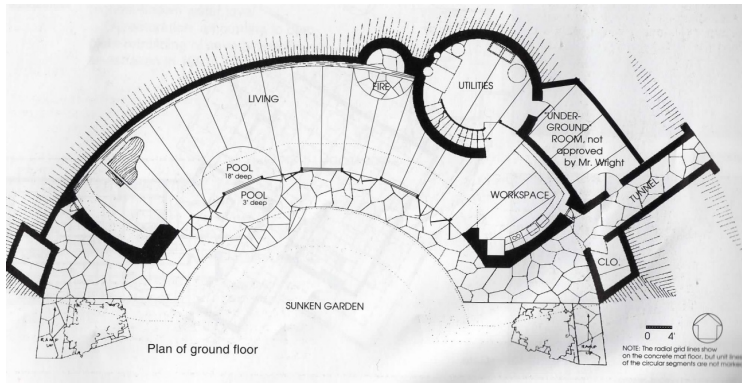 LIVING
FIRE
UTILITIES
UNDER-
GROUND
ROOM, not
approved
by Mr. Wright
POOL
18" deep
POOL
3' deep
WORKSPACE
TUNNEL
CLO.
SUNKEN GARDEN
Plan of ground floor
0 4'
NOTE: The radial grid lines show
on the concrete mat floor, but unit lines
of the circular segments are not marked